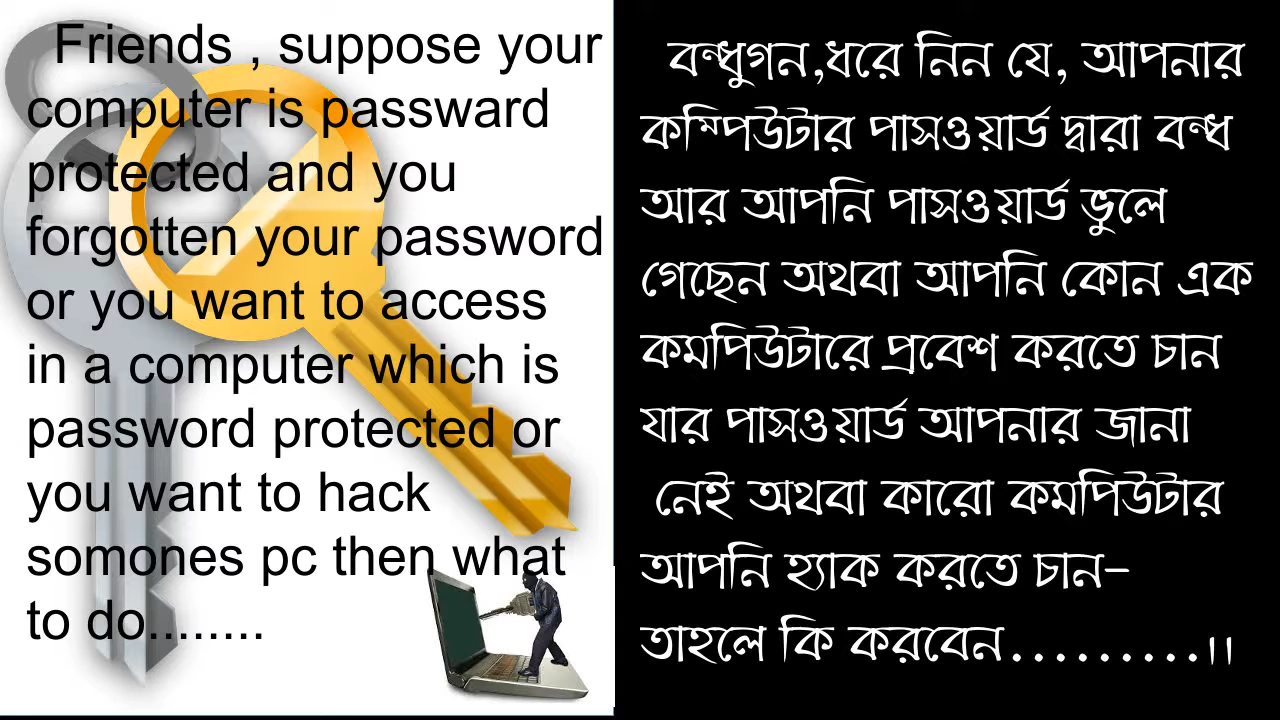 Friends , suppose your
computer is passward
protected and you
forgotten your password
or you want to access
in a computer which is
password protected or
you want to hack
somones pc then what
to do........
বন্ধুগন,ধরে নিন যে, আপনার
কম্পিউটার পাসওয়ার্ড দ্বারা বন্ধ
আর আপনি পাসওয়ার্ড ভুলে
গেছেন অথবা আপনি কোন এক
কমপিউটারে প্রবেশ করতে চান
যার পাসওয়ার্ড আপনার জানা
নেই অথবা কারো কমপিউটার
আপনি হ্যাক করতে চান–
তাহলে কি করবেন.........।।